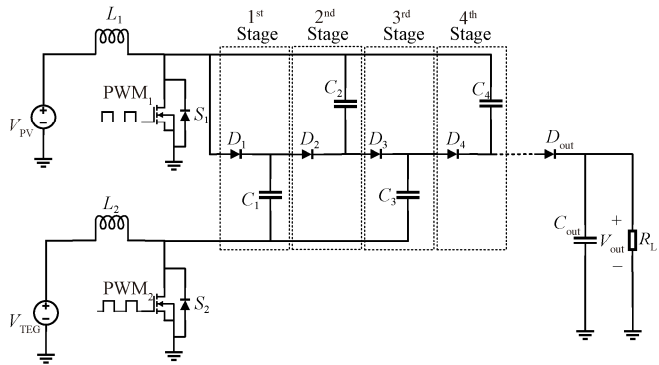 1st Stage
2nd Stage
3rd Stage
4th Stage
L1
PWM1
S1
VPV
C2
C4
D1
D2
D3
D4
Dout
C1
C3
L2
PWM2
S2
VTEG
Cout
+
Vout
−
RL